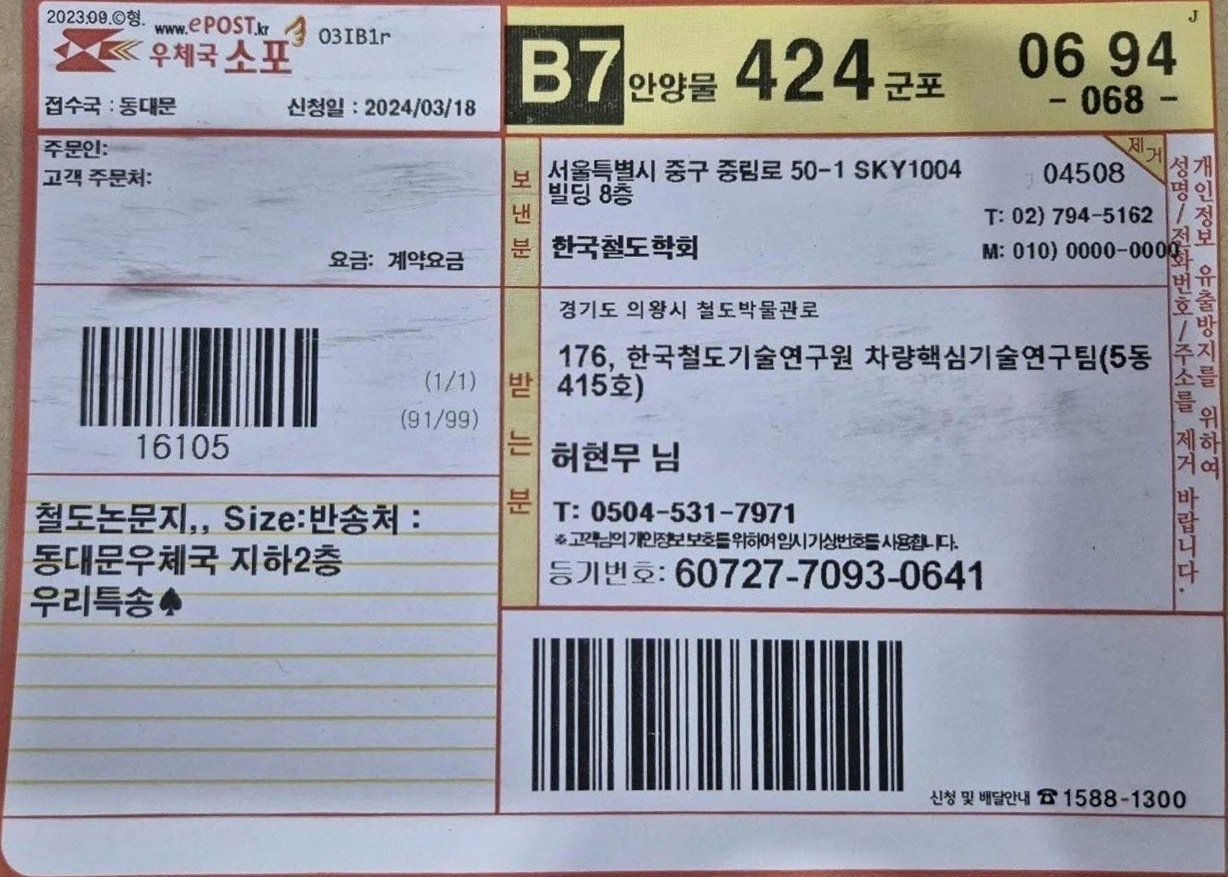 2023.09.©형.
www.ePOST.kr
O3IB1r
우체국 소포
접수국 : 동대문 신청일 : 2024/03/18
B7 안양물 424 군포 06 94
- 068 -
J
주문인:
고객 주문처:
요금: 계약요금
보낸분
서울특별시 중구 중림로 50-1 SKY1004
빌딩 8층
04508
제거
T: 02) 794-5162
한국철도학회
M: 010) 0000-0000
개인정보 유출방지를 위하여
성명/전화번호/주소를 제거 바랍니다.
(1/1)
(91/99)
16105
받는분
경기도 의왕시 철도박물관로
176, 한국철도기술연구원 차량핵심기술연구팀(5동
415호)
허현무 님
T: 0504-531-7971
※고객님의 개인정보 보호를 위하여 임시 가상번호를 사용합니다.
등기번호: 60727-7093-0641
철도논문지,, Size:반송처 :
동대문우체국 지하2층
우리특송♠
신청 및 배달안내 ☎1588-1300